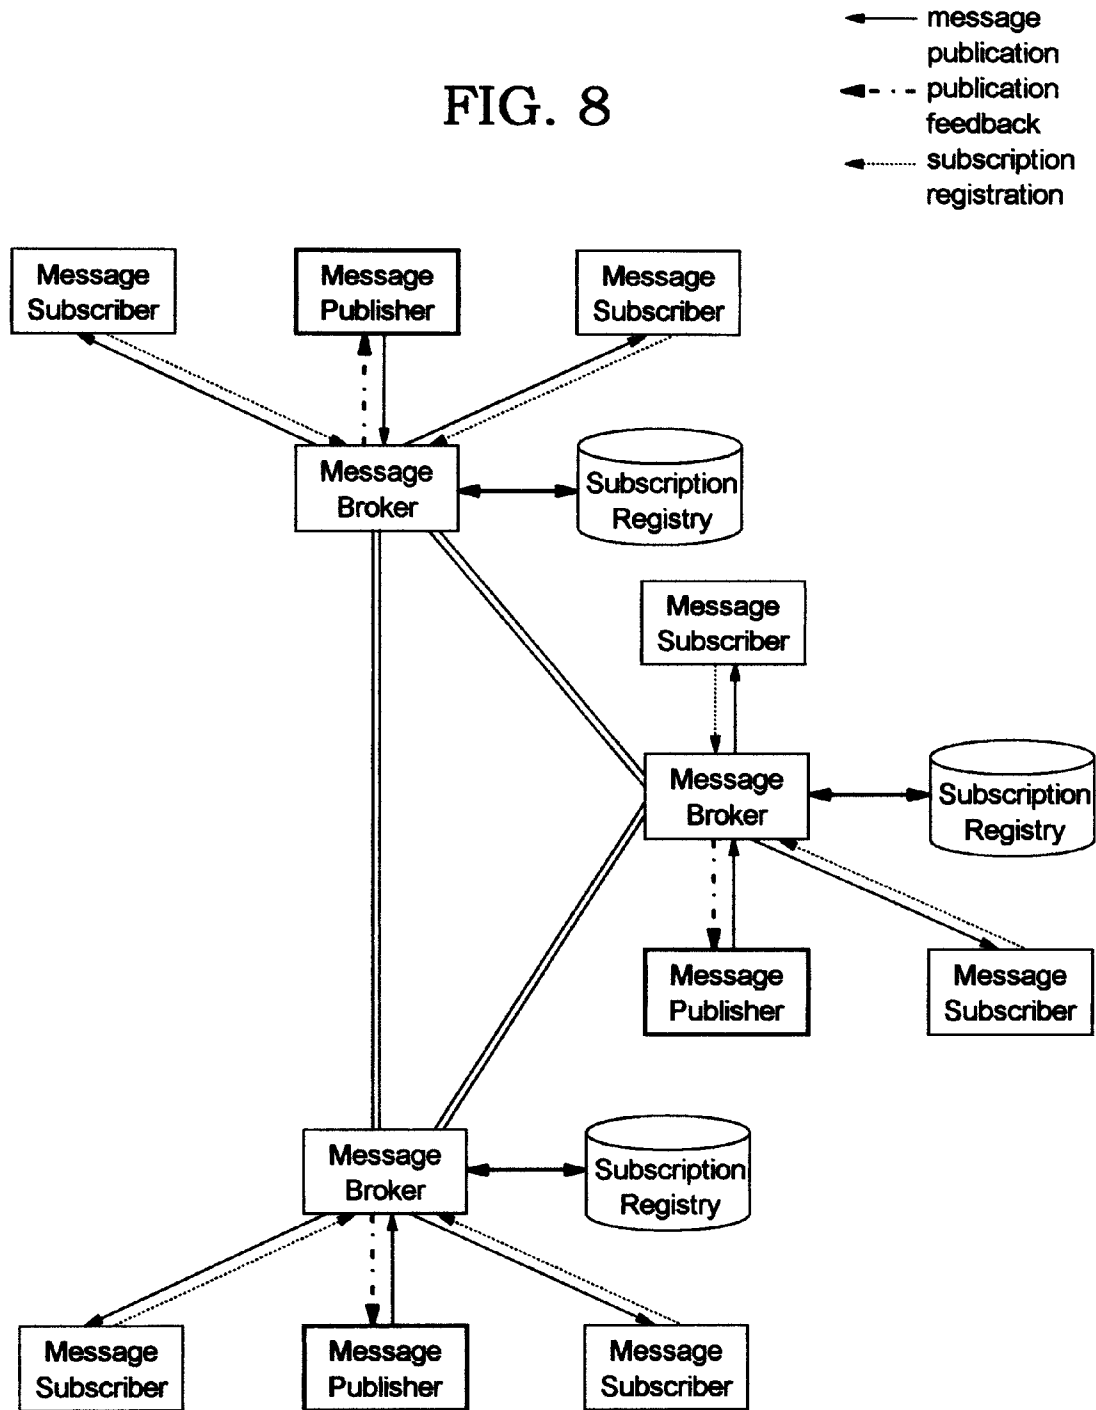 message
publication
publication
feedback
subscription
registration
FIG. 8
Message
Subscriber
Message
Publisher
Message
Subscriber
Message
Broker
Subscription
Registry
Message
Subscriber
Message
Broker
Subscription
Registry
Message
Publisher
Message
Subscriber
Message
Broker
Subscription
Registry
Message
Subscriber
Message
Publisher
Message
Subscriber